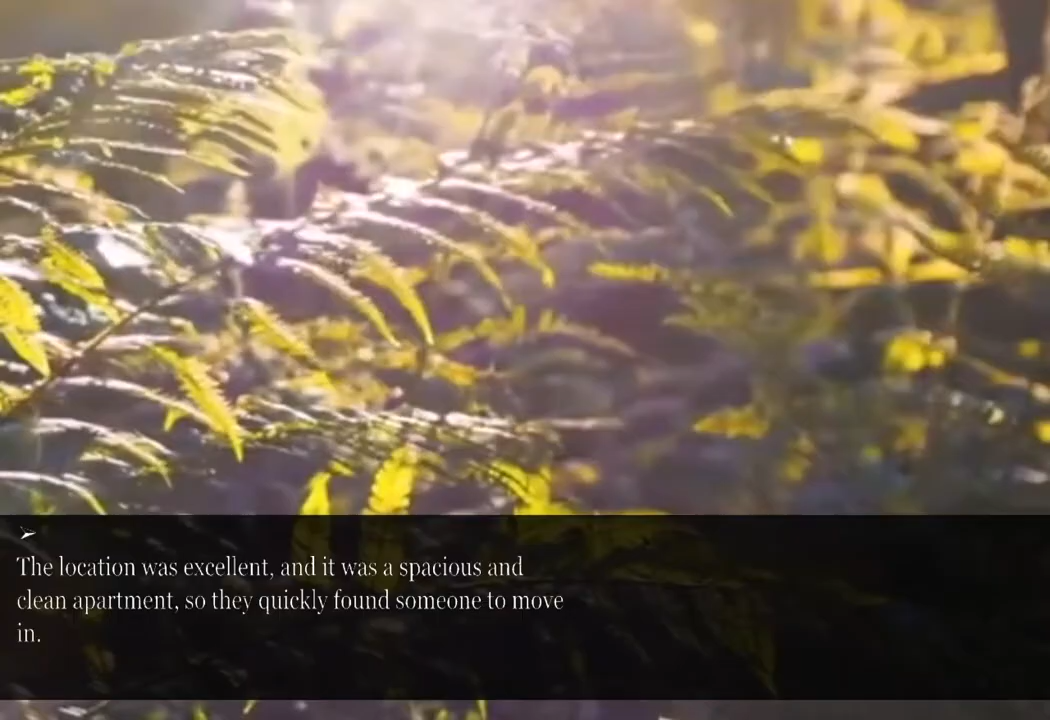 ➢
The location was excellent, and it was a spacious and
clean apartment, so they quickly found someone to move
in.